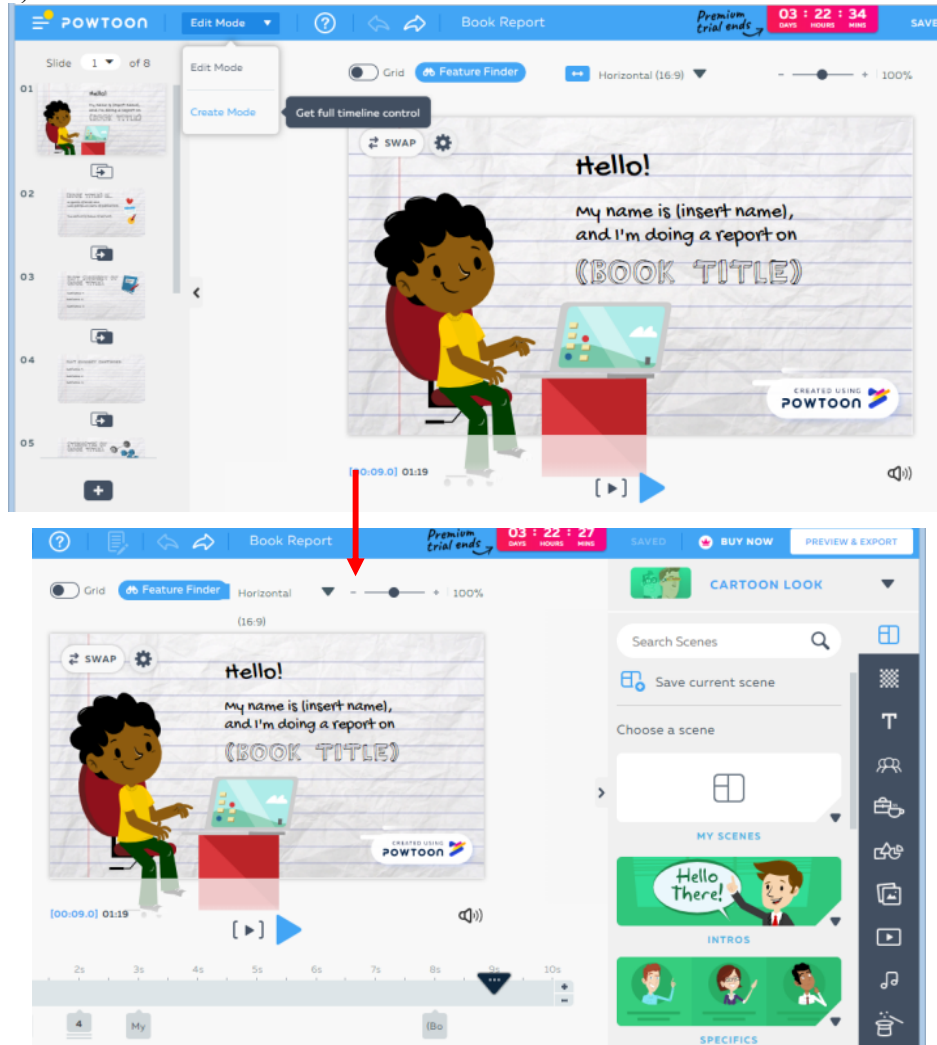 POWTOON Edit Mode Book Report Premium trial ends 03 : 22 : 34 DAYS HOURS MINS SAVE
Slide 1 of 8
Edit Mode
Create Mode
Get full timeline control
Grid Feature Finder Horizontal (16:9) - + 100%
01
02
03
04
05
SWAP
Hello!
My name is (insert name),
and I'm doing a report on
(BOOK TITLE)
CREATED USING
POWTOON
[00:09.0] 01:19
Book Report Premium trial ends 03 : 22 : 27 DAYS HOURS MINS SAVED BUY NOW PREVIEW & EXPORT
Grid Feature Finder Horizontal - + 100%
(16:9)
CARTOON LOOK
SWAP
Hello!
My name is (insert name),
and I'm doing a report on
(BOOK TITLE)
CREATED USING
POWTOON
[00:09.0] 01:19
Search Scenes
Save current scene
Choose a scene
MY SCENES
Hello
There!
INTROS
SPECIFICS
2s 3s 4s 5s 6s 7s 8s 9s 10s
4 My (Bo